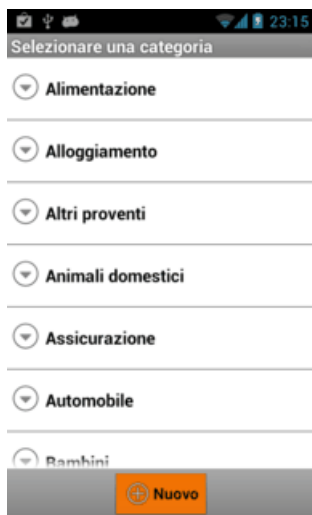 23:15
Selezionare una categoria
Alimentazione
Alloggiamento
Altri proventi
Animali domestici
Assicurazione
Automobile
Bambini
Nuovo